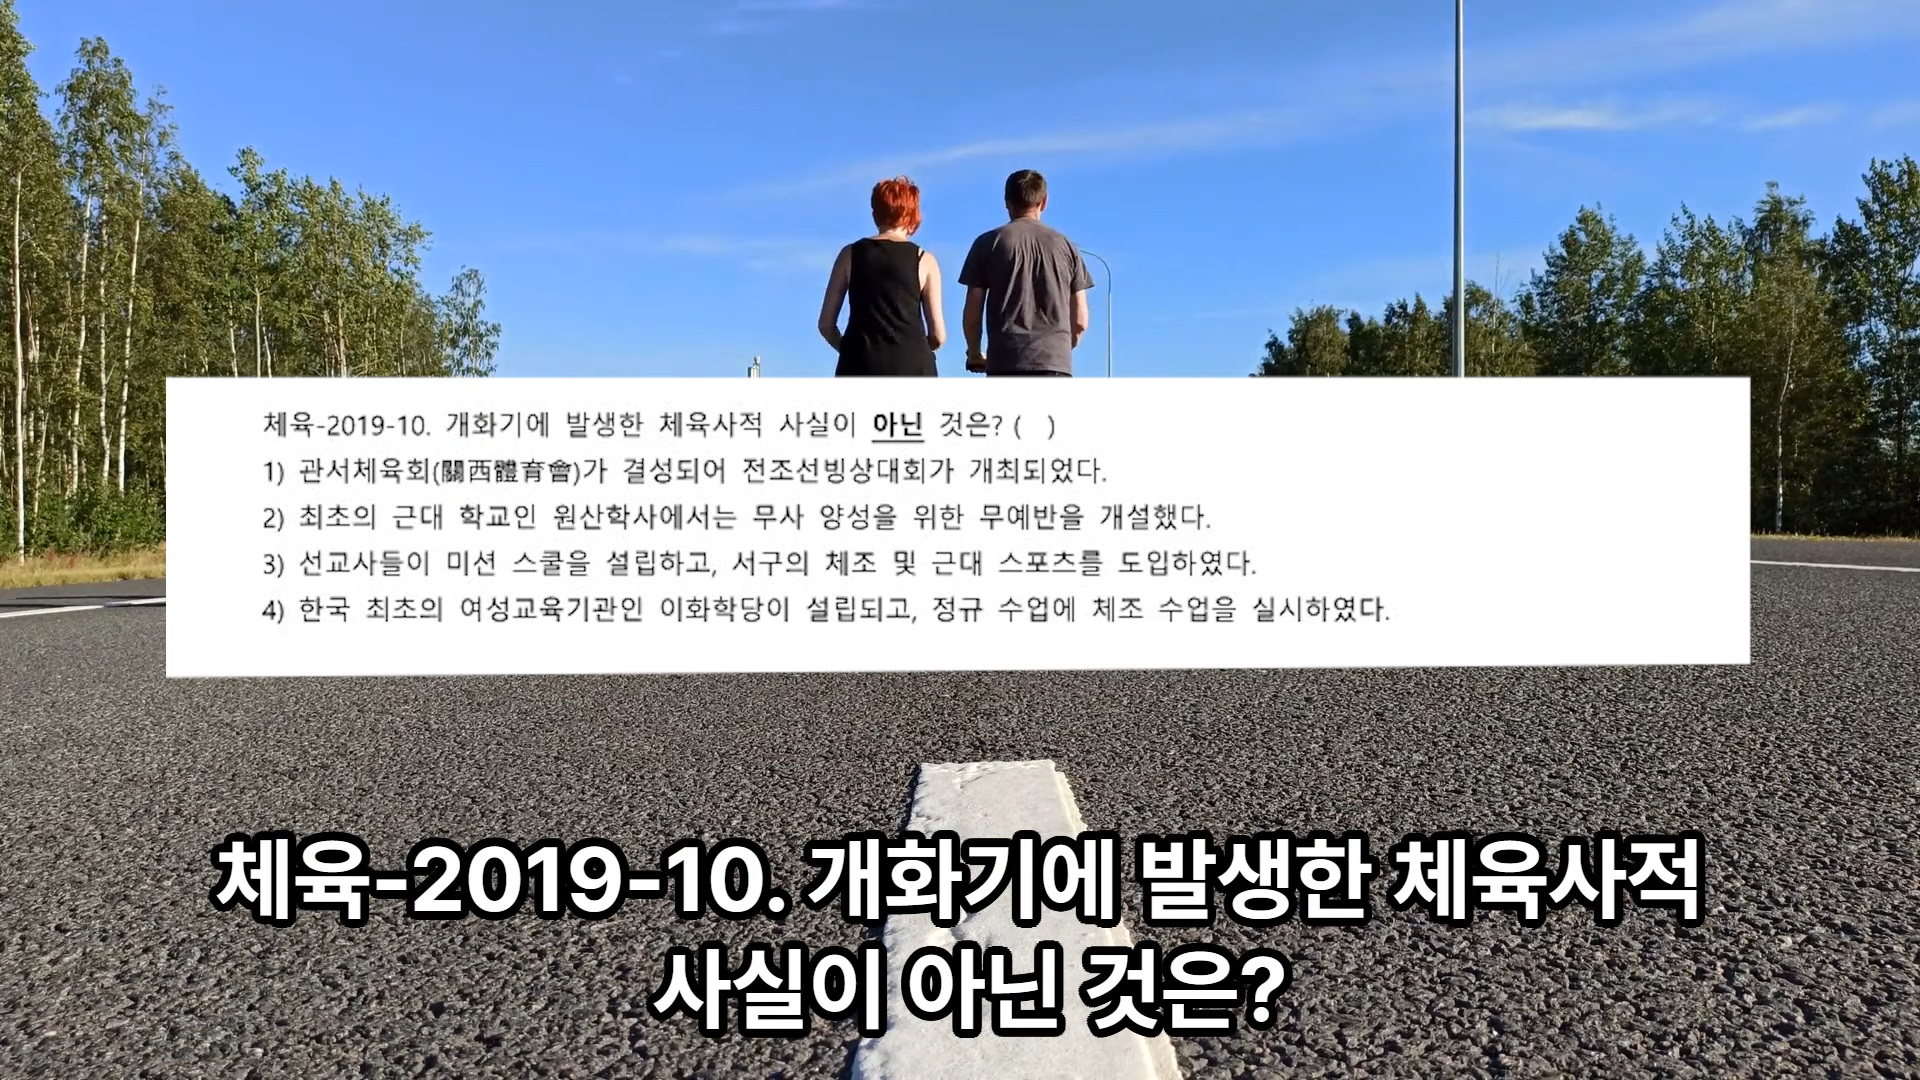 체육-2019-10. 개화기에 발생한 체육사적 사실이 아닌 것은? (   )
1) 관서체육회(關西體育會)가 결성되어 전조선빙상대회가 개최되었다.
2) 최초의 근대 학교인 원산학사에서는 무사 양성을 위한 무예반을 개설했다.
3) 선교사들이 미션 스쿨을 설립하고, 서구의 체조 및 근대 스포츠를 도입하였다.
4) 한국 최초의 여성교육기관인 이화학당이 설립되고, 정규 수업에 체조 수업을 실시하였다.
체육-2019-10. 개화기에 발생한 체육사적
사실이 아닌 것은?